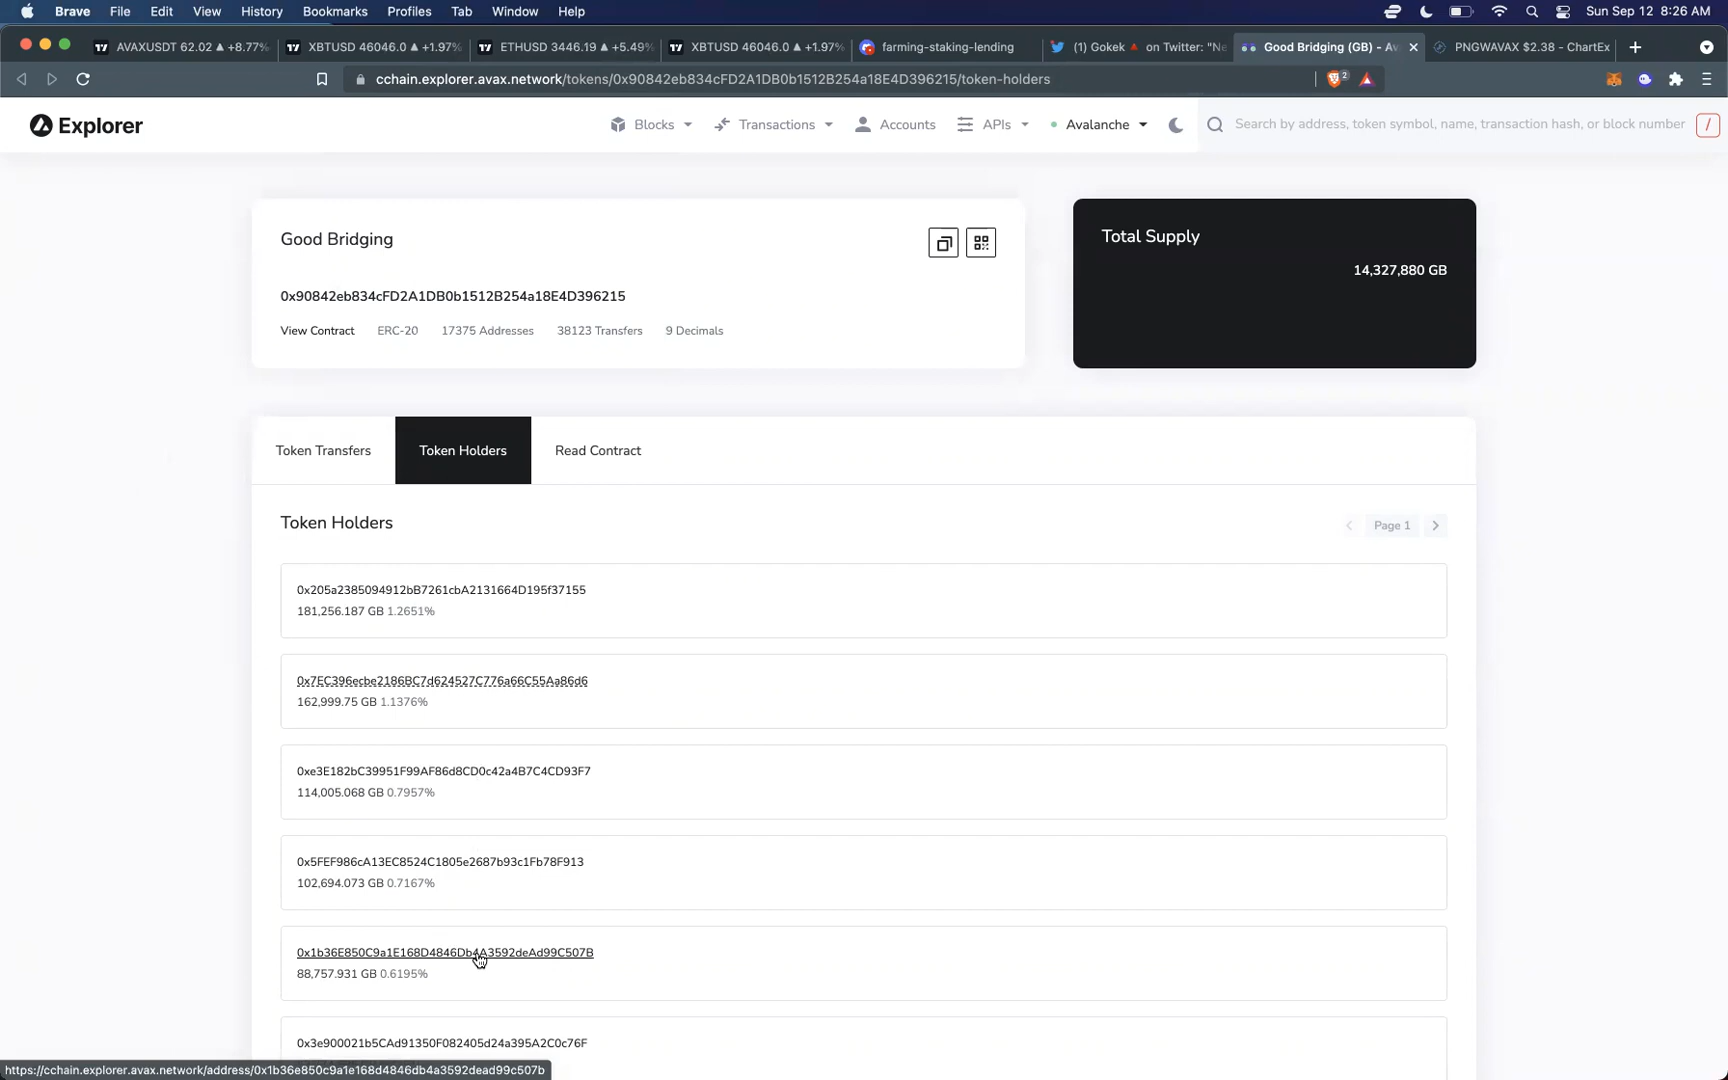 Brave File Edit View History Bookmarks Profiles Tab Window Help Sun Sep 12 8:26 AM
AVAXUSDT 62.02 ▲ +8.77% XBTUSD 46046.0 ▲ +1.97% ETHUSD 3446.19 ▲ +5.49% XBTUSD 46046.0 ▲ +1.97% farming-staking-lending (1) Gokek 🔺 on Twitter: "Ne Good Bridging (GB) - Av PNGWAVAX $2.38 - ChartEx
cchain.explorer.avax.network/tokens/0x90842eb834cFD2A1DB0b1512B254a18E4D396215/token-holders 2
Explorer Blocks Transactions Accounts APIs Avalanche Search by address, token symbol, name, transaction hash, or block number /
Good Bridging
0x90842eb834cFD2A1DB0b1512B254a18E4D396215
View Contract ERC-20 17375 Addresses 38123 Transfers 9 Decimals
Total Supply
14,327,880 GB
Token Transfers Token Holders Read Contract
Token Holders
Page 1
0x205a2385094912bB7261cbA2131664D195f37155
181,256.187 GB 1.2651%
0x7EC396ecbe2186BC7d624527C776a66C55Aa86d6
162,999.75 GB 1.1376%
0xe3E182bC39951F99AF86d8CD0c42a4B7C4CD93F7
114,005.068 GB 0.7957%
0x5FEF986cA13EC8524C1805e2687b93c1Fb78F913
102,694.073 GB 0.7167%
0x1b36E850C9a1E168D4846Db4A3592deAd99C507B
88,757.931 GB 0.6195%
0x3e900021b5CAd91350F082405d24a395A2C0c76F
https://cchain.explorer.avax.network/address/0x1b36e850c9a1e168d4846db4a3592dead99c507b